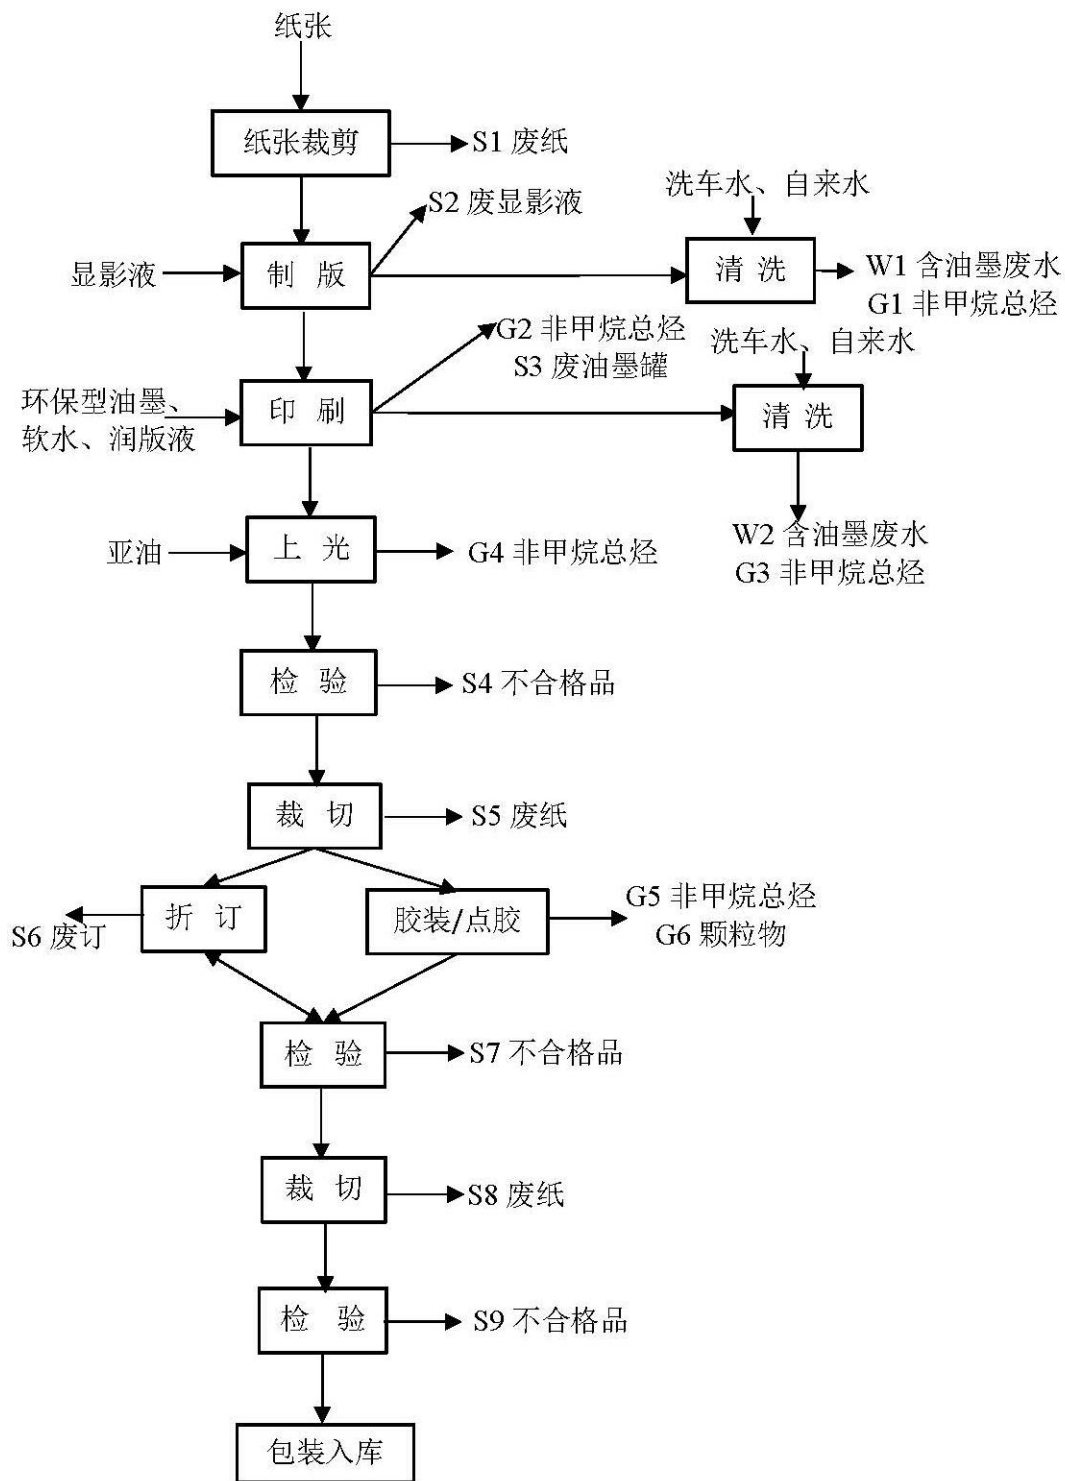 纸张
纸张裁剪
S1 废纸
S2 废显影液
洗车水、自来水
显影液
制 版
清 洗
W1 含油墨废水
G1 非甲烷总烃
G2 非甲烷总烃
S3 废油墨罐
洗车水、自来水
环保型油墨、
软水、润版液
印 刷
清 洗
W2 含油墨废水
G3 非甲烷总烃
亚油
上 光
G4 非甲烷总烃
检 验
S4 不合格品
裁 切
S5 废纸
S6 废订
折 订
胶装/点胶
G5 非甲烷总烃
G6 颗粒物
检 验
S7 不合格品
裁 切
S8 废纸
检 验
S9 不合格品
包装入库